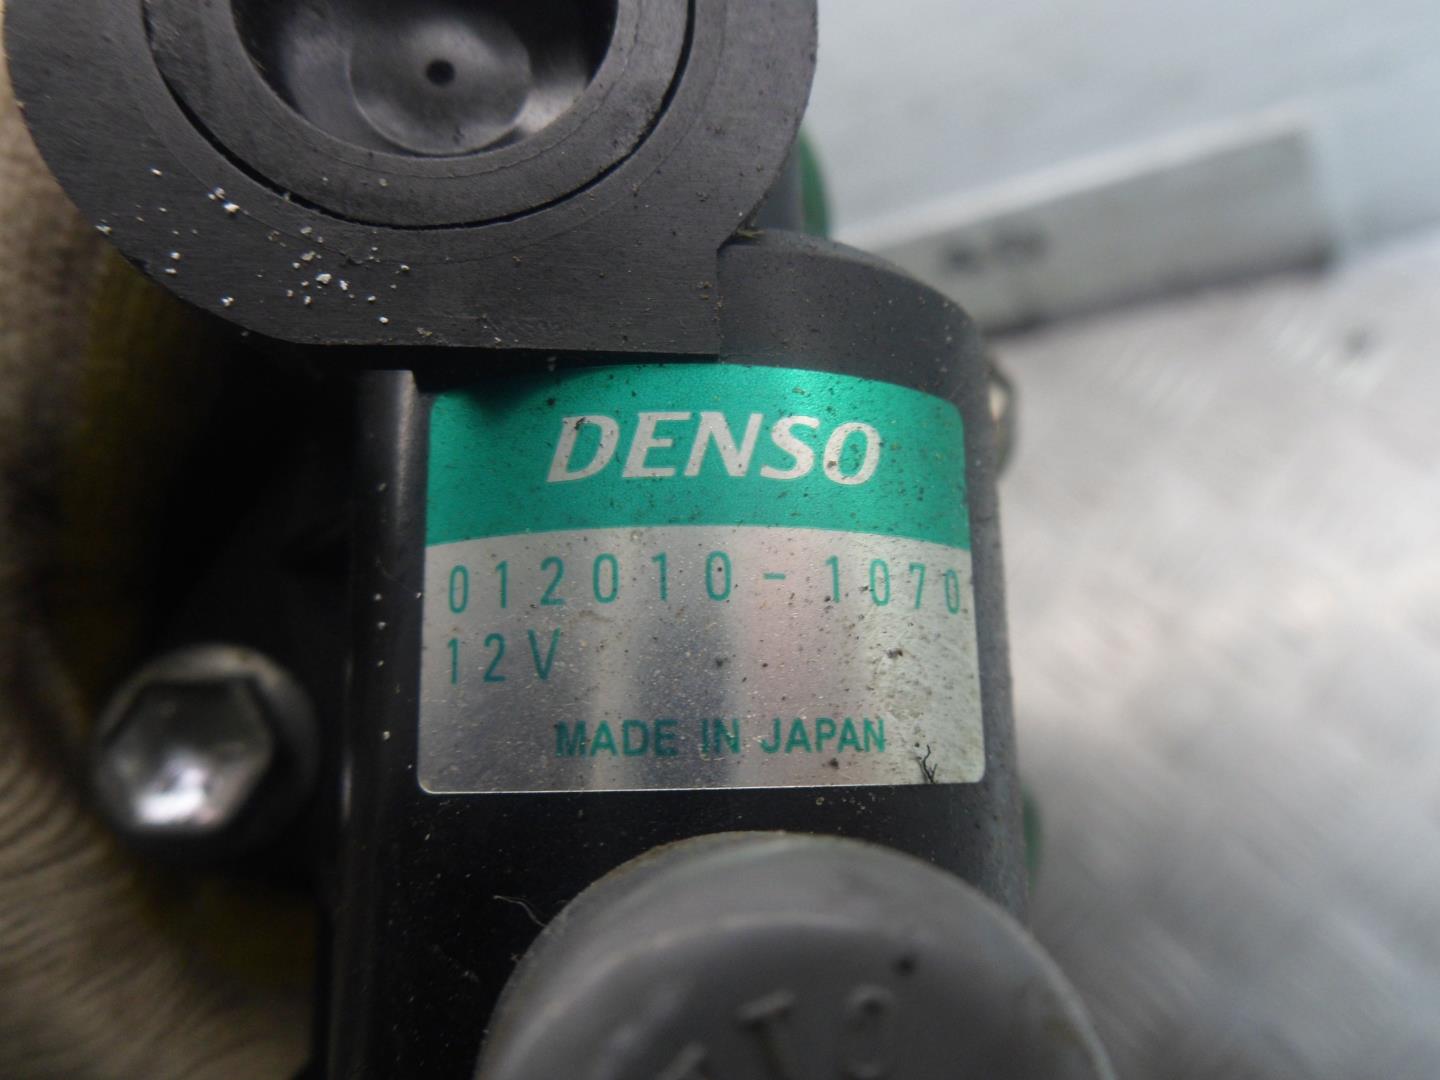 DENSO
012010-1070
12V
MADE IN JAPAN